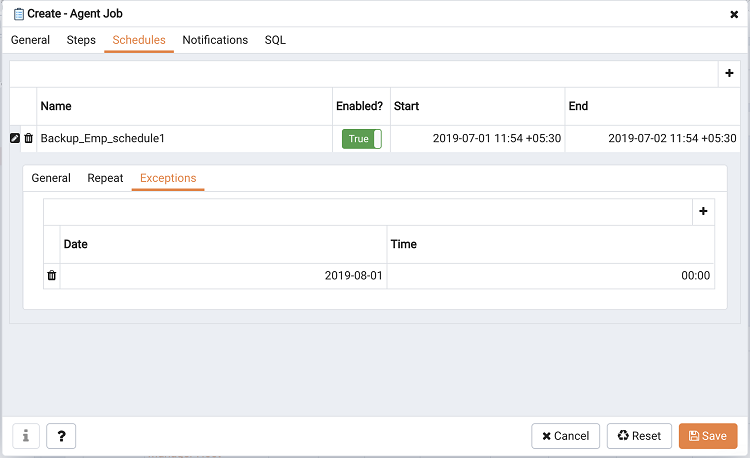 Create - Agent Job
General Steps Schedules Notifications SQL
Name Enabled? Start End
Backup_Emp_schedule1 True 2019-07-01 11:54 +05:30 2019-07-02 11:54 +05:30
General Repeat Exceptions
Date Time
2019-08-01 00:00
i ? Cancel Reset Save